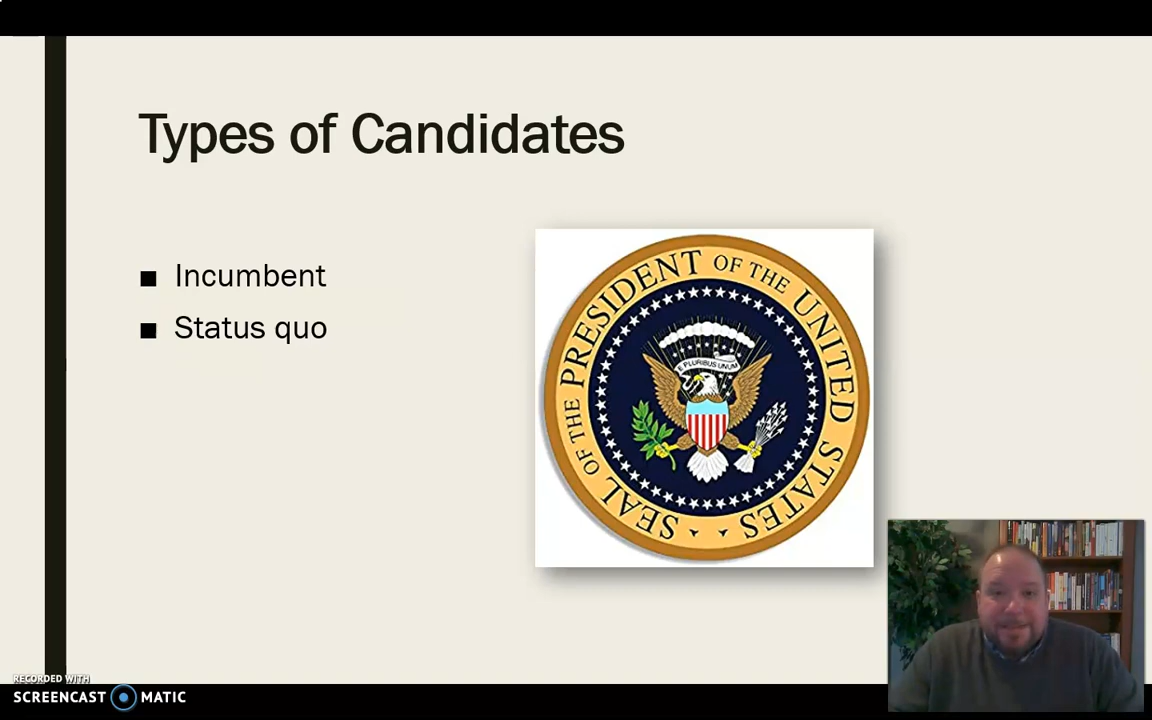 Types of Candidates
Incumbent
Status quo
SEAL OF THE PRESIDENT OF THE UNITED STATES
E PLURIBUS UNUM
RECORDED WITH
SCREENCAST MATIC